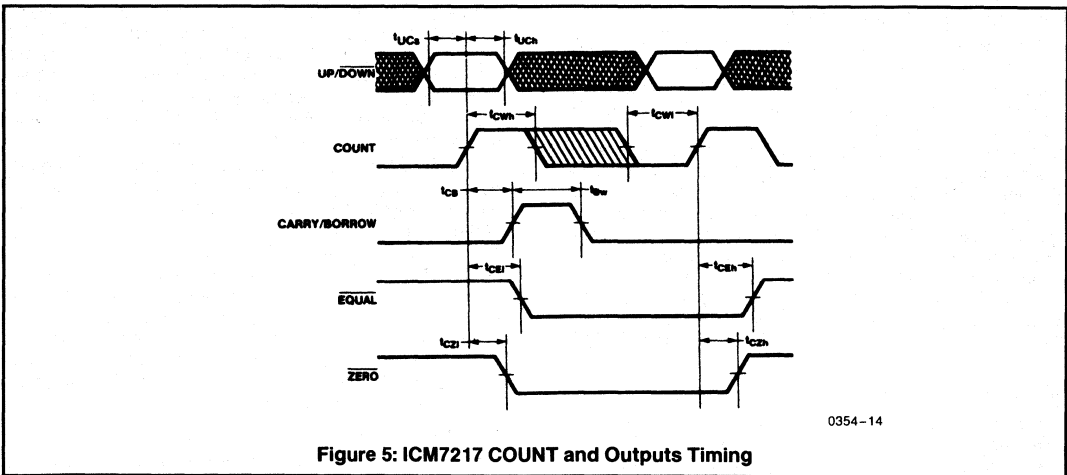 tUCs tUCh
UP/DOWN
tCWh tCWl
COUNT
tCB tBw
CARRY/BORROW
tCEl tCEh
EQUAL
tCZl tCZh
ZERO
0354-14
Figure 5: ICM7217 COUNT and Outputs Timing